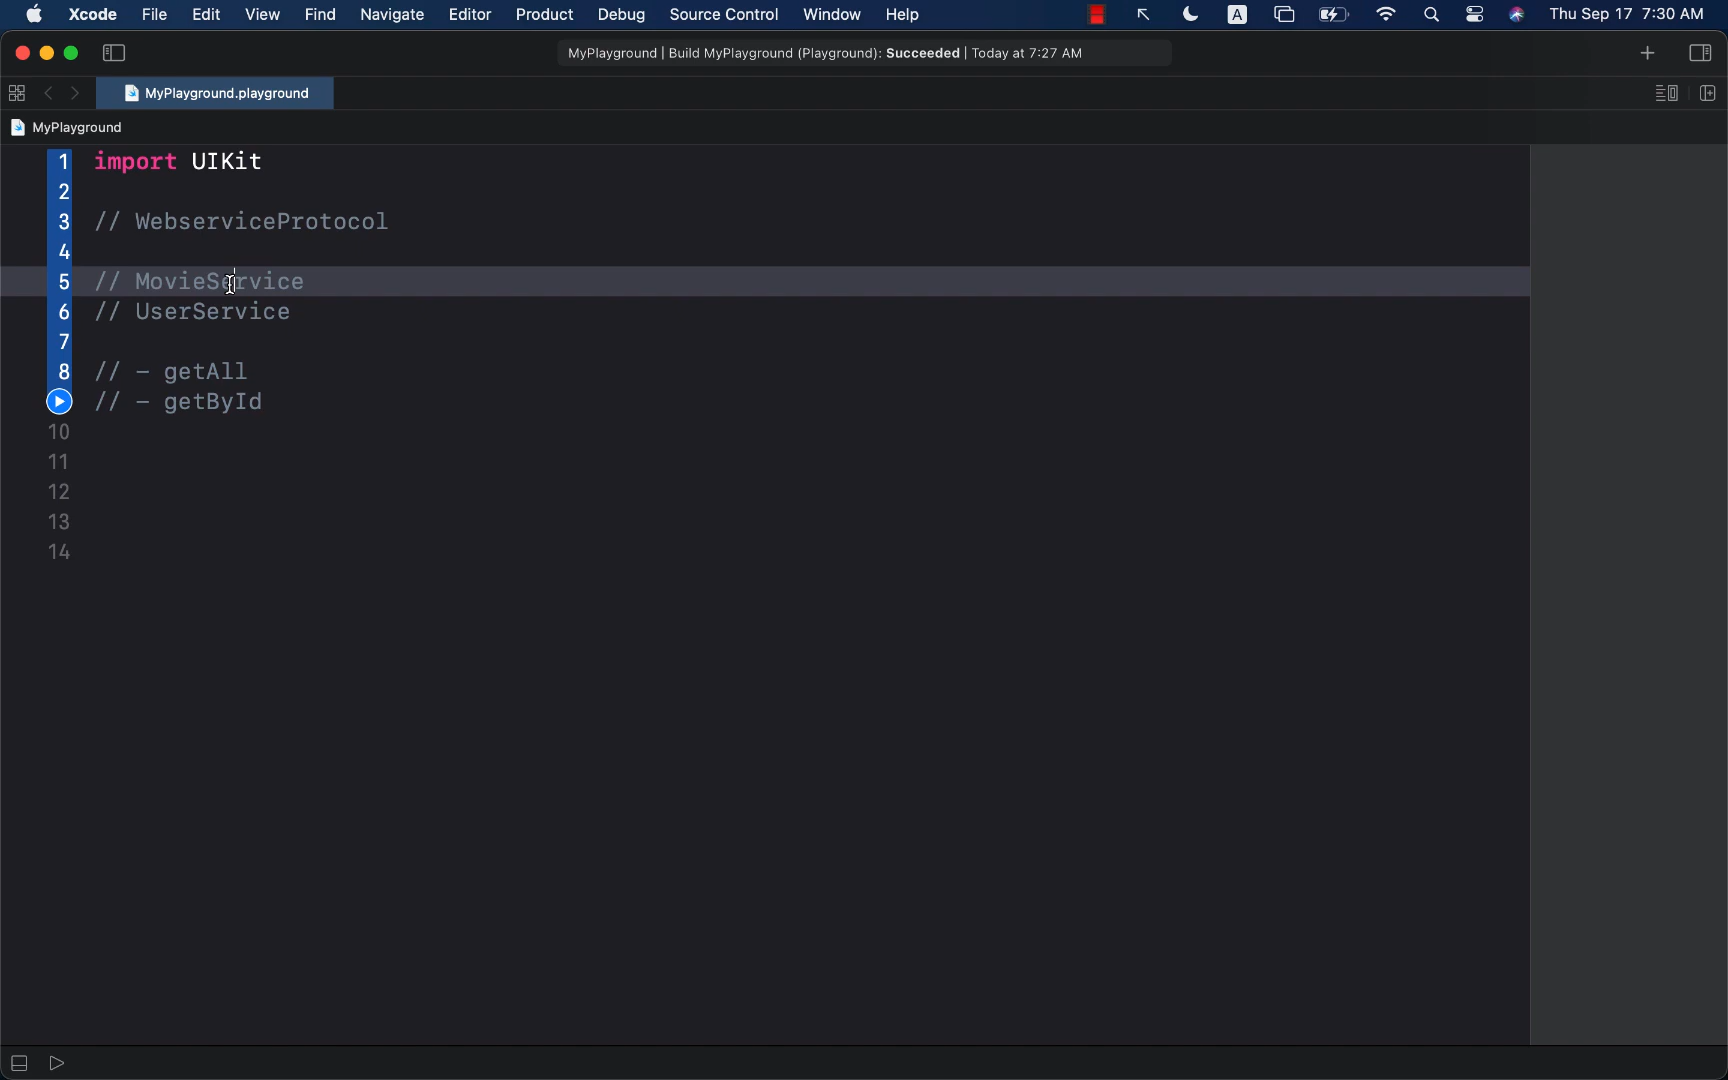 Xcode File Edit View Find Navigate Editor Product Debug Source Control Window Help A Thu Sep 17 7:30 AM
MyPlayground | Build MyPlayground (Playground): Succeeded | Today at 7:27 AM
MyPlayground.playground
MyPlayground
1 import UIKit
2
3 // WebserviceProtocol
4
5 // MovieService
6 // UserService
7
8 // - getAll
// - getById
10
11
12
13
14